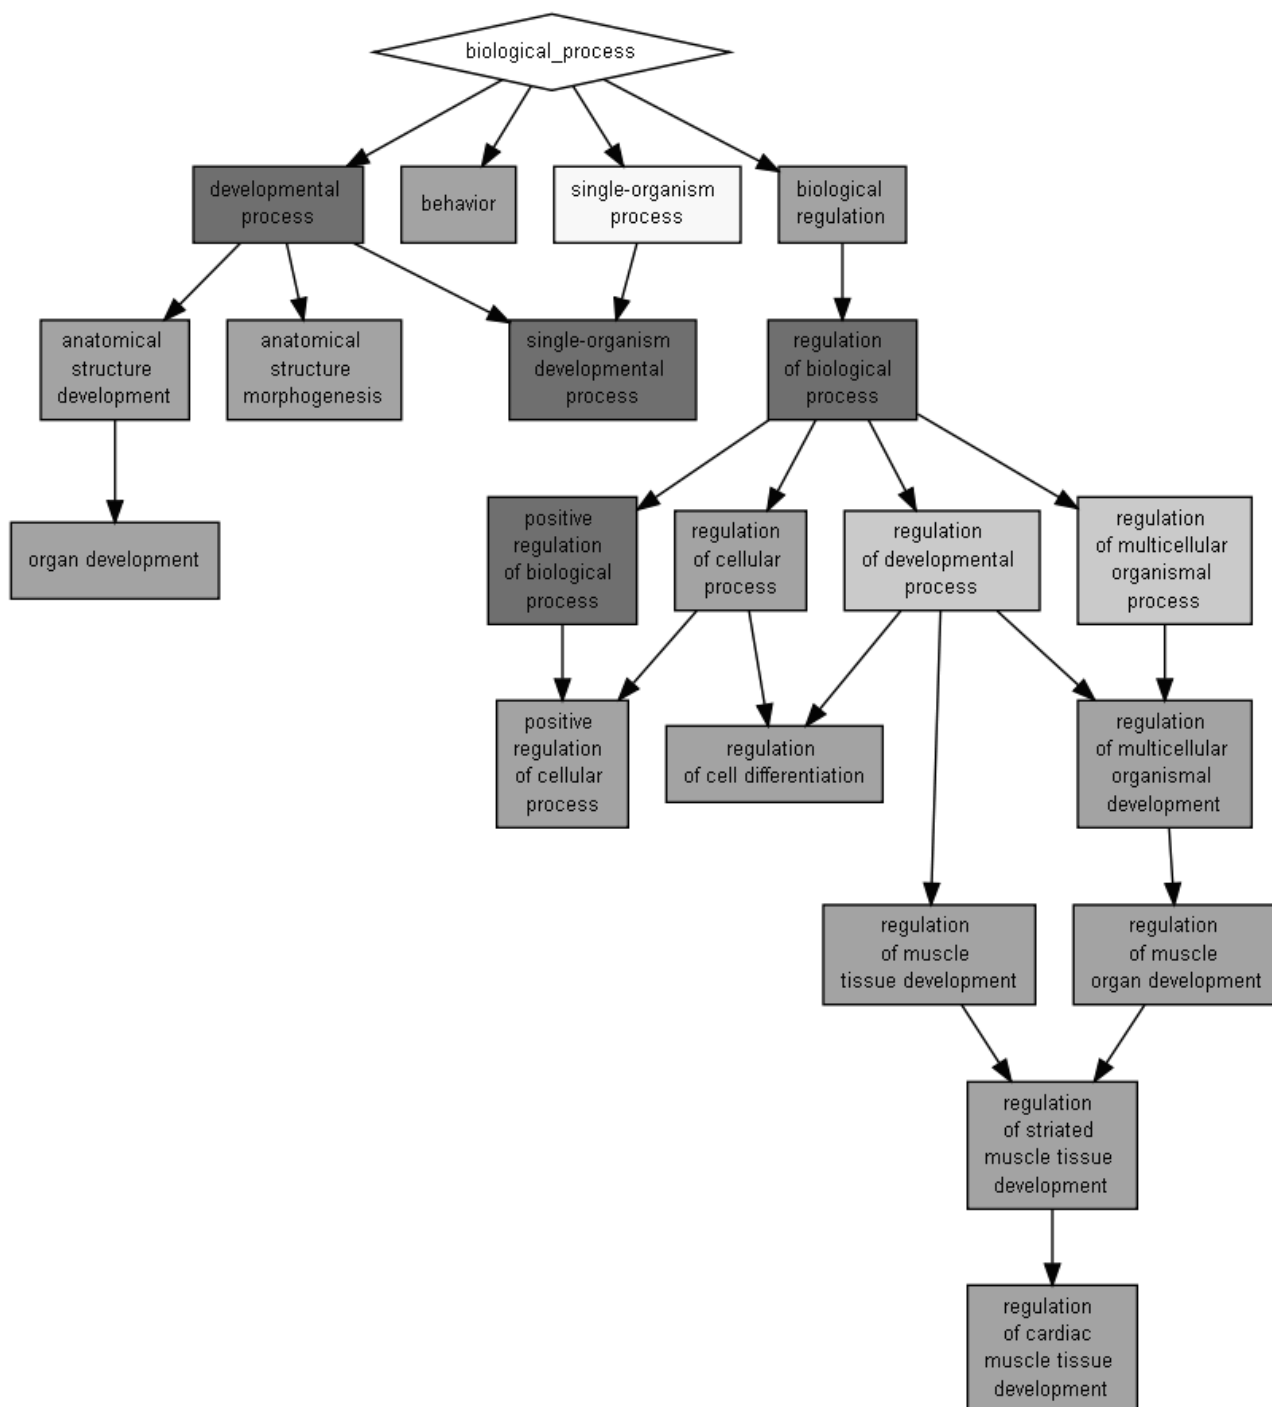 biological_process
developmental
process
behavior
single-organism
process
biological
regulation
anatomical
structure
development
anatomical
structure
morphogenesis
single-organism
developmental
process
regulation
of biological
process
organ development
positive
regulation
of biological
process
regulation
of cellular
process
regulation
of developmental
process
regulation
of multicellular
organismal
process
positive
regulation
of cellular
process
regulation
of cell differentiation
regulation
of multicellular
organismal
development
regulation
of muscle
tissue development
regulation
of muscle
organ development
regulation
of striated
muscle tissue
development
regulation
of cardiac
muscle tissue
development